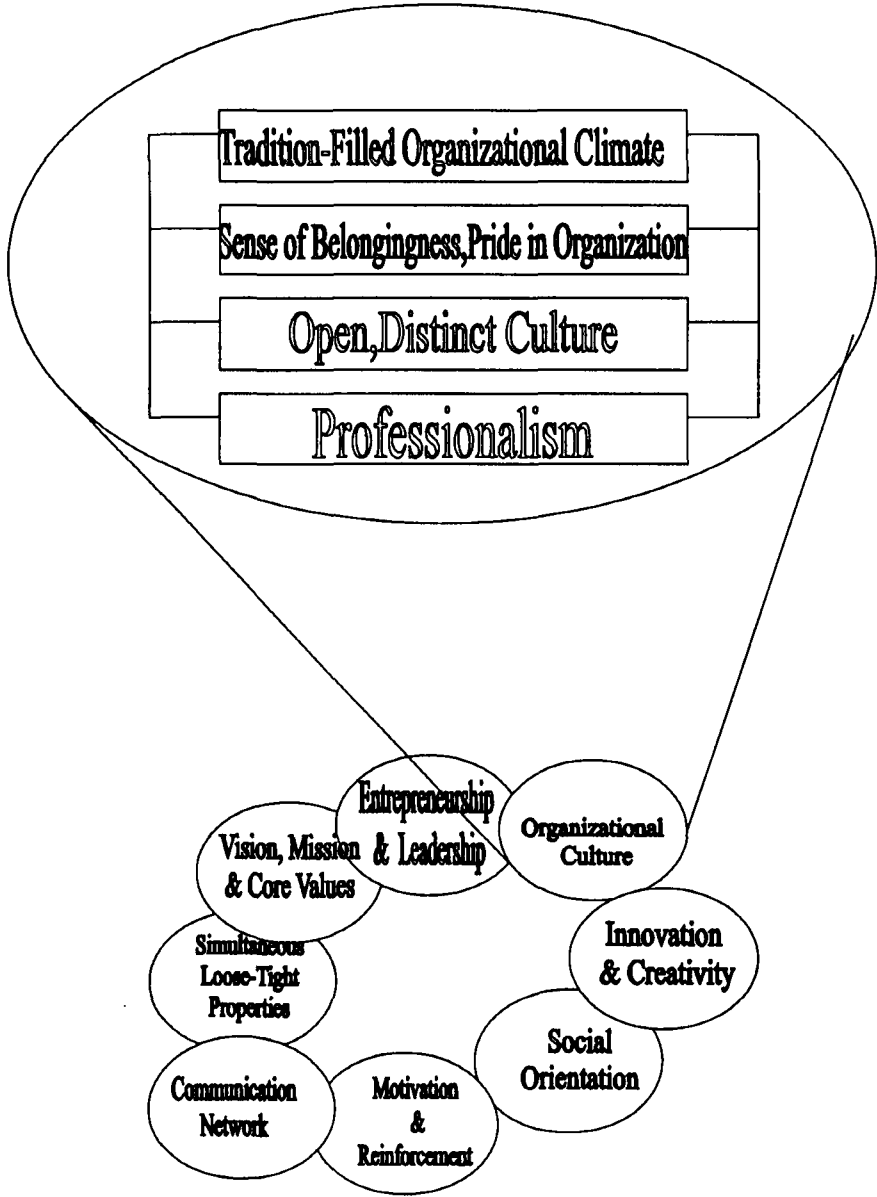 Tradition-Filled Organizational Climate
Sense of Belongingness,Pride in Organization
Open,Distinct Culture
Professionalism
Entrepreneurship
& Leadership
Organizational
Culture
Vision, Mission
& Core Values
Innovation
& Creativity
Simultaneous
Loose-Tight
Properties
Social
Orientation
Communication
Network
Motivation
&
Reinforcement